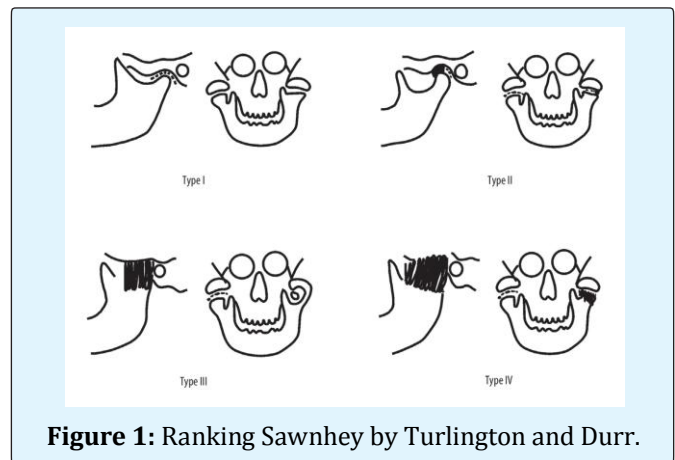 Type I
Type II
Type III
Type IV
Figure 1: Ranking Sawnhey by Turlington and Durr.